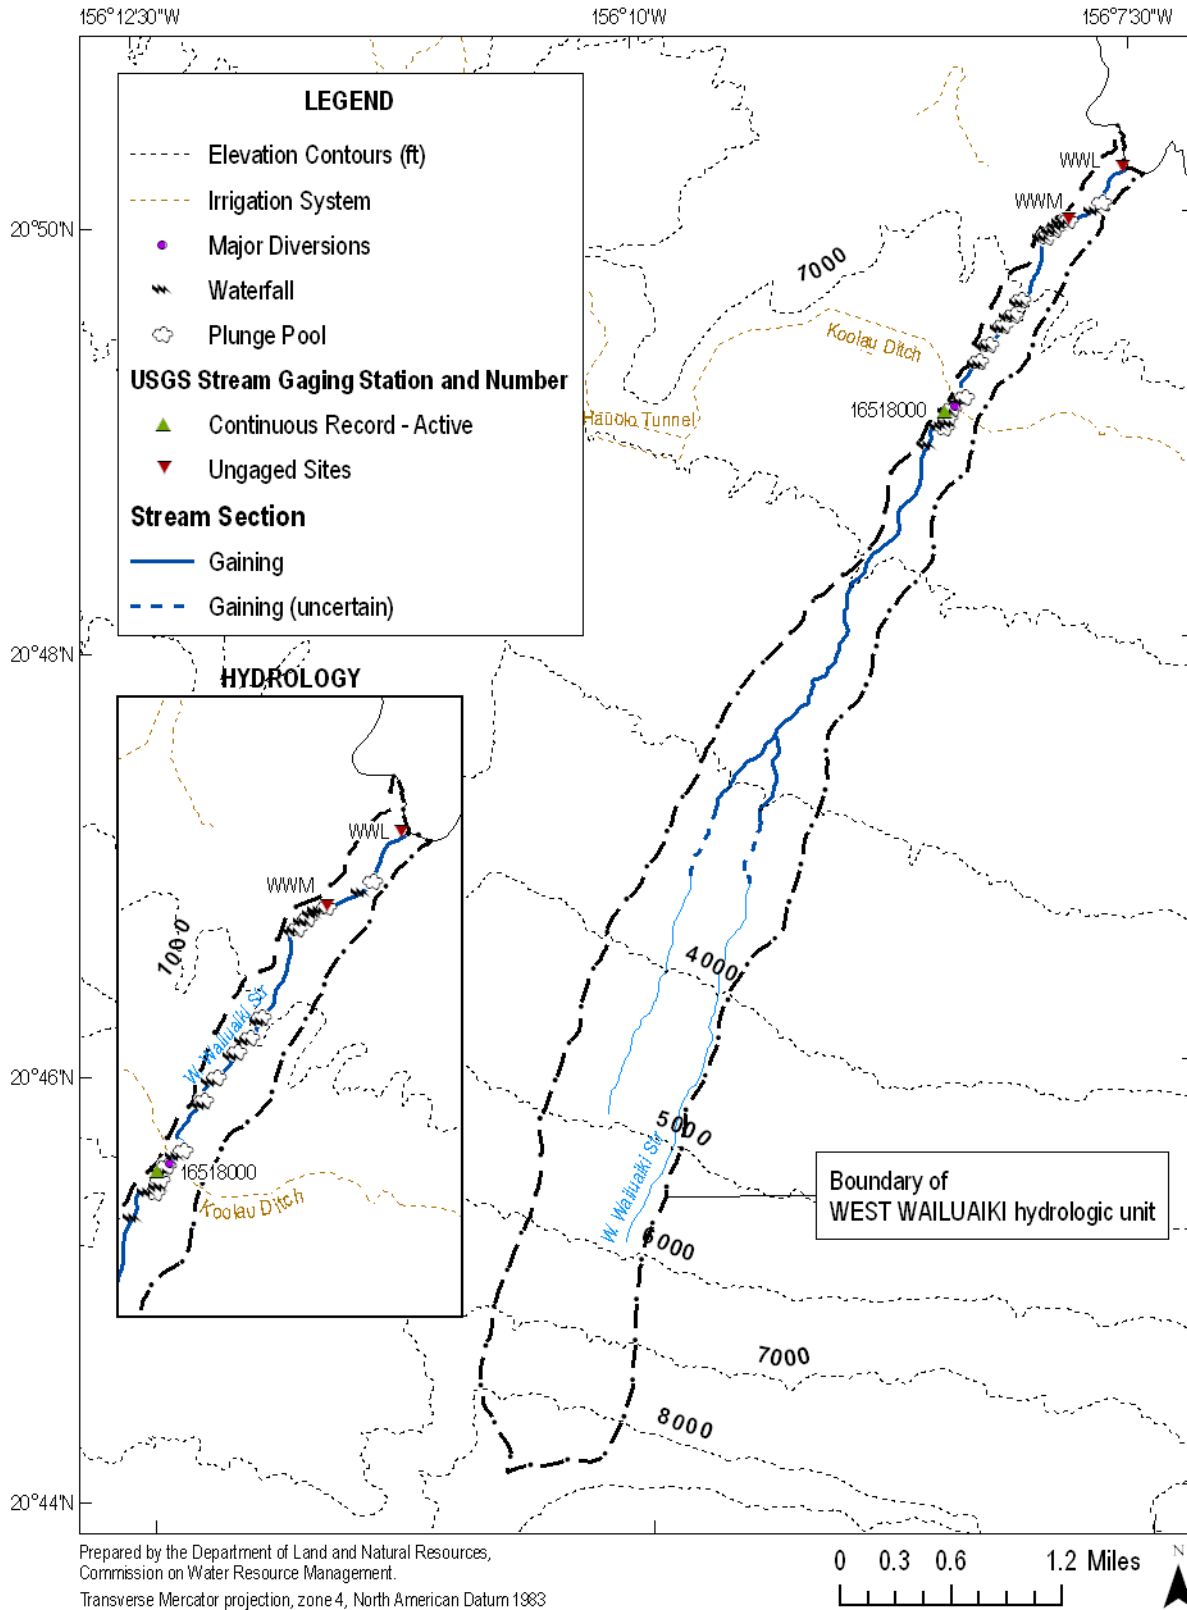 156°12'30"W 156°10'W 156°7'30"W
LEGEND
Elevation Contours (ft)
Irrigation System
Major Diversions
Waterfall
Plunge Pool
USGS Stream Gaging Station and Number
Continuous Record - Active
Ungaged Sites
Stream Section
Gaining
Gaining (uncertain)
20°50'N
20°48'N
20°46'N
20°44'N
WWL
WWM
1000
Koolau Ditch
16518000
Hauolo Tunnel
HYDROLOGY
WWL
WWM
1000
W. Wailuaiki Str
16518000
Koolau Ditch
4000
5000
W. Wailuaiki Str
6000
7000
8000
Boundary of
WEST WAILUAIKI hydrologic unit
Prepared by the Department of Land and Natural Resources,
Commission on Water Resource Management.
Transverse Mercator projection, zone 4, North American Datum 1983
0 0.3 0.6 1.2 Miles
N